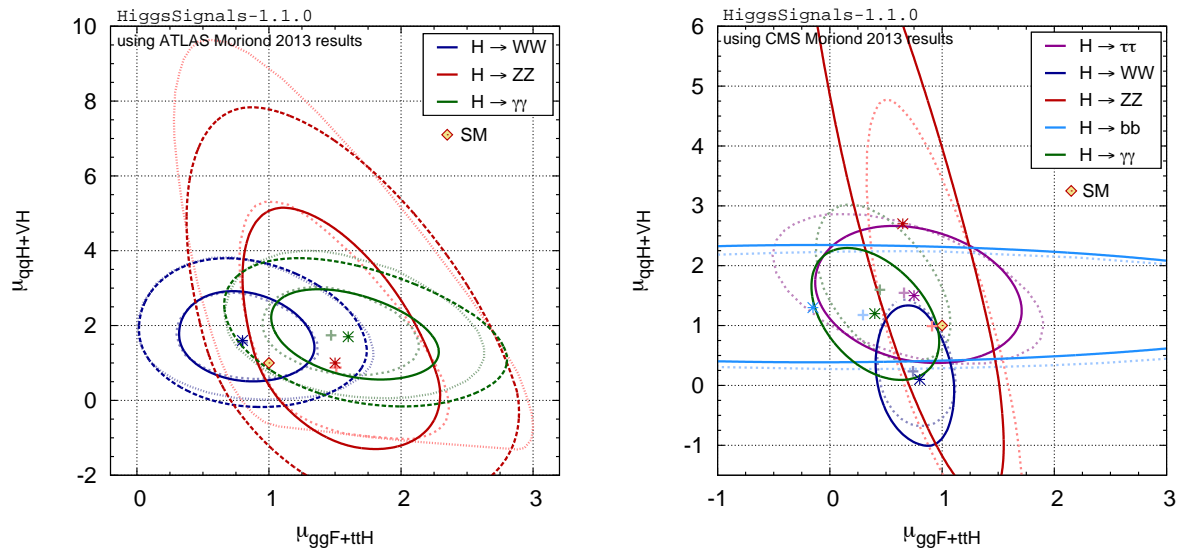 HiggsSignals-1.1.0
using ATLAS Moriond 2013 results
H → WW
H → ZZ
H → γγ
SM
10
8
6
4
2
0
-2
0
1
2
3
μqqH+VH
μggF+ttH
HiggsSignals-1.1.0
using CMS Moriond 2013 results
H → ττ
H → WW
H → ZZ
H → bb
H → γγ
SM
6
5
4
3
2
1
0
-1
-1
0
1
2
3
μqqH+VH
μggF+ttH